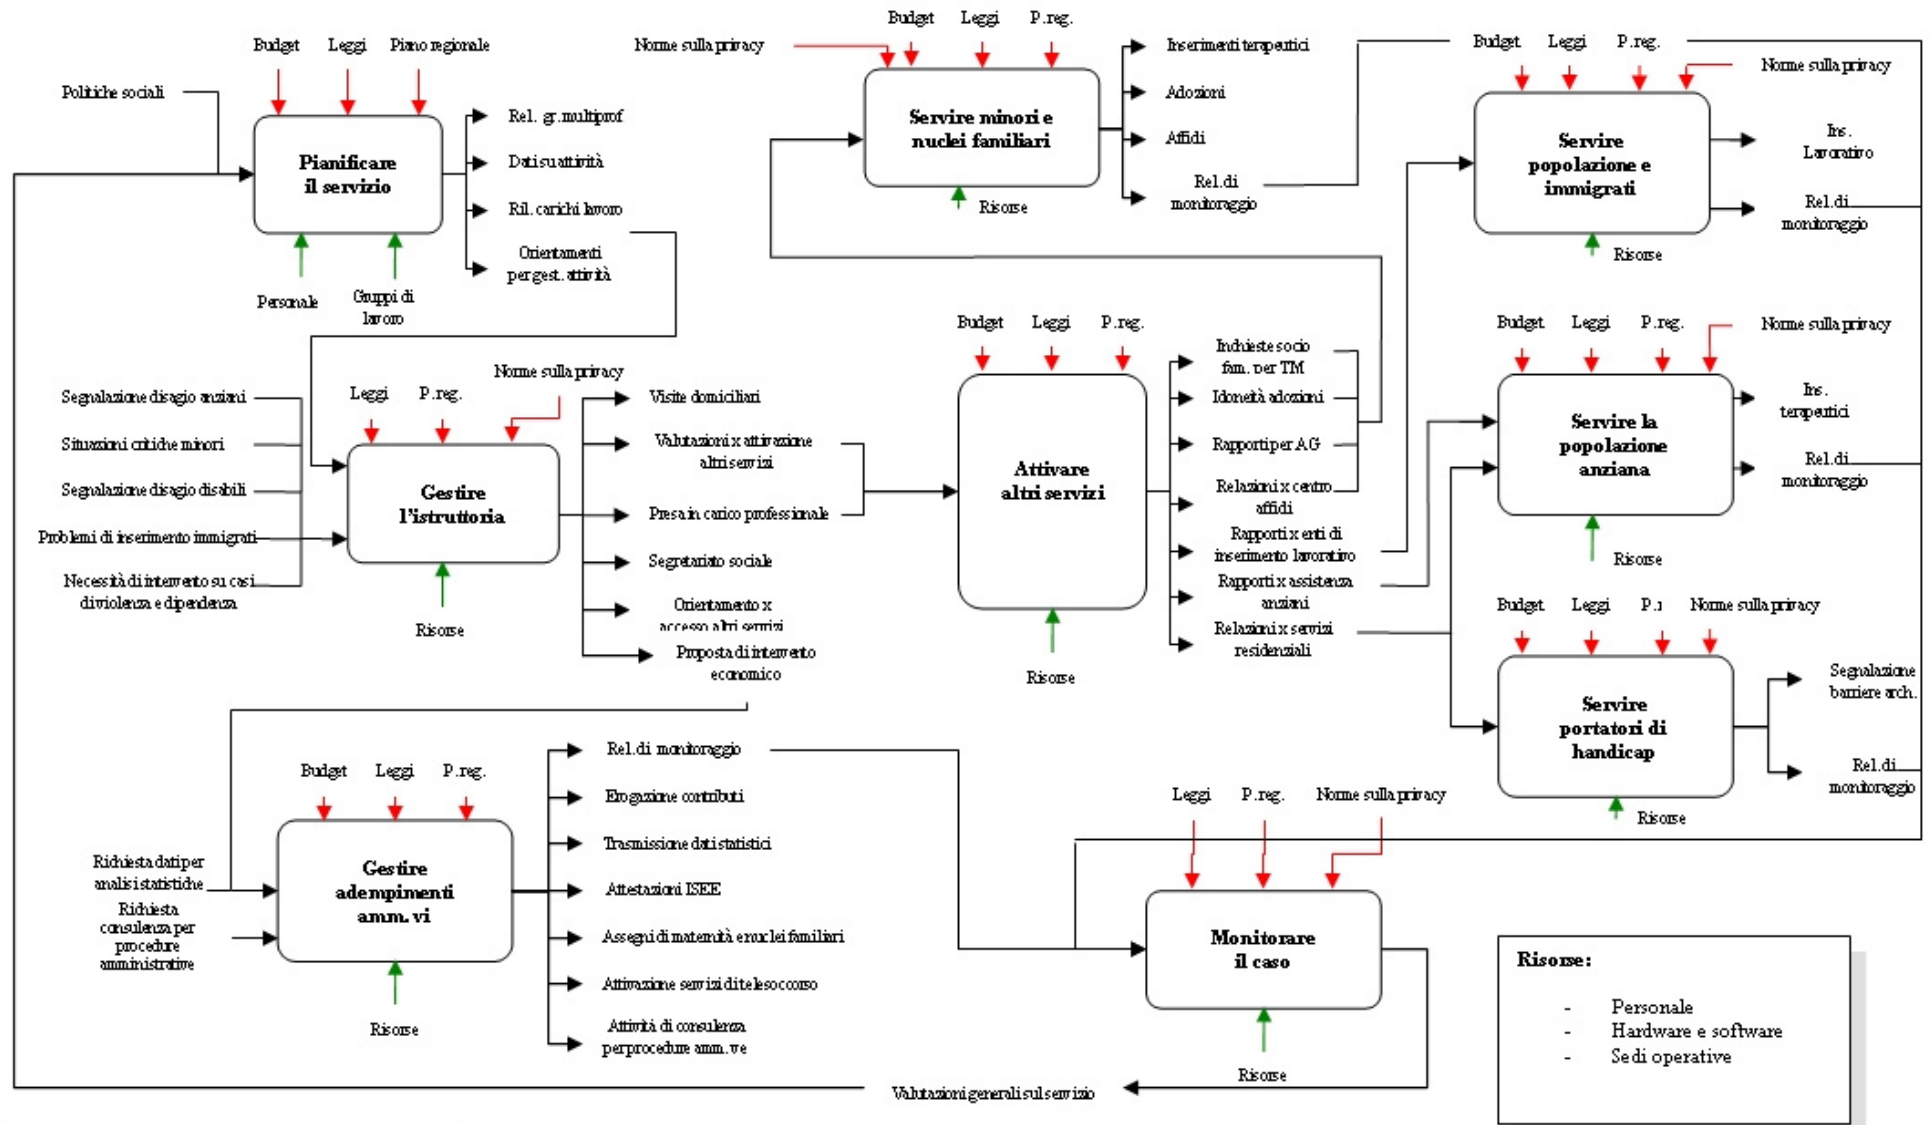 Budget
Leggi
Piano regionale
Politiche sociali
Pianificare
il servizio
Rel. gr. multiprof
Dati su attività
Ril. carichi lavoro
Orientamenti
per gest. attività
Personale
Gruppi di
lavoro
Norme sulla privacy
Budget
Leggi
P. reg.
Servire minori e
nuclei familiari
Risorse
Inserimenti terapeutici
Adozioni
Affidi
Rel. di
monitoraggio
Budget
Leggi
P. reg.
Norme sulla privacy
Servire
popolazione e
immigrati
Risorse
Ins.
Lavorativo
Rel. di
monitoraggio
Segnalazione disagio anziani
Situazioni critiche minori
Segnalazione disagio disabili
Problemi di inserimento immigrati
Necessità di intervento su casi
di violenza e dipendenza
Leggi
P. reg.
Norme sulla privacy
Gestire
l'istruttoria
Risorse
Visite domiciliari
Valutazioni x attivazione
altri servizi
Presa in carico professionale
Segretariato sociale
Orientamento x
accesso altri servizi
Proposta di intervento
economico
Budget
Leggi
P. reg.
Attivare
altri servizi
Risorse
Inchieste socio
fam. per TM
Idoneità adozioni
Rapporti per AG
Relazioni x centro
affidi
Rapporti x enti di
inserimento lavorativo
Rapporti x assistenza
anziani
Relazioni x servizi
residenziali
Budget
Leggi
P. reg.
Norme sulla privacy
Servire la
popolazione
anziana
Risorse
Ins.
terapeutici
Rel. di
monitoraggio
Budget
Leggi
P.r
Norme sulla privacy
Servire
portatori di
handicap
Risorse
Segnalazione
barriere arch.
Rel. di
monitoraggio
Budget
Leggi
P. reg.
Richiesta dati per
analisi statistiche
Richiesta
consulenza per
procedure
amministrative
Gestire
adempimenti
amm. vi
Risorse
Rel. di monitoraggio
Erogazione contributi
Trasmissione dati statistici
Attestazioni ISEE
Assegni di maternità e nuclei familiari
Attivazione servizi di telesoccorso
Attività di consulenza
per procedure amm. ve
Leggi
P. reg.
Norme sulla privacy
Monitorare
il caso
Risorse
Valutazioni generali sul servizio
Risorse:
- Personale
- Hardware e software
- Sedi operative